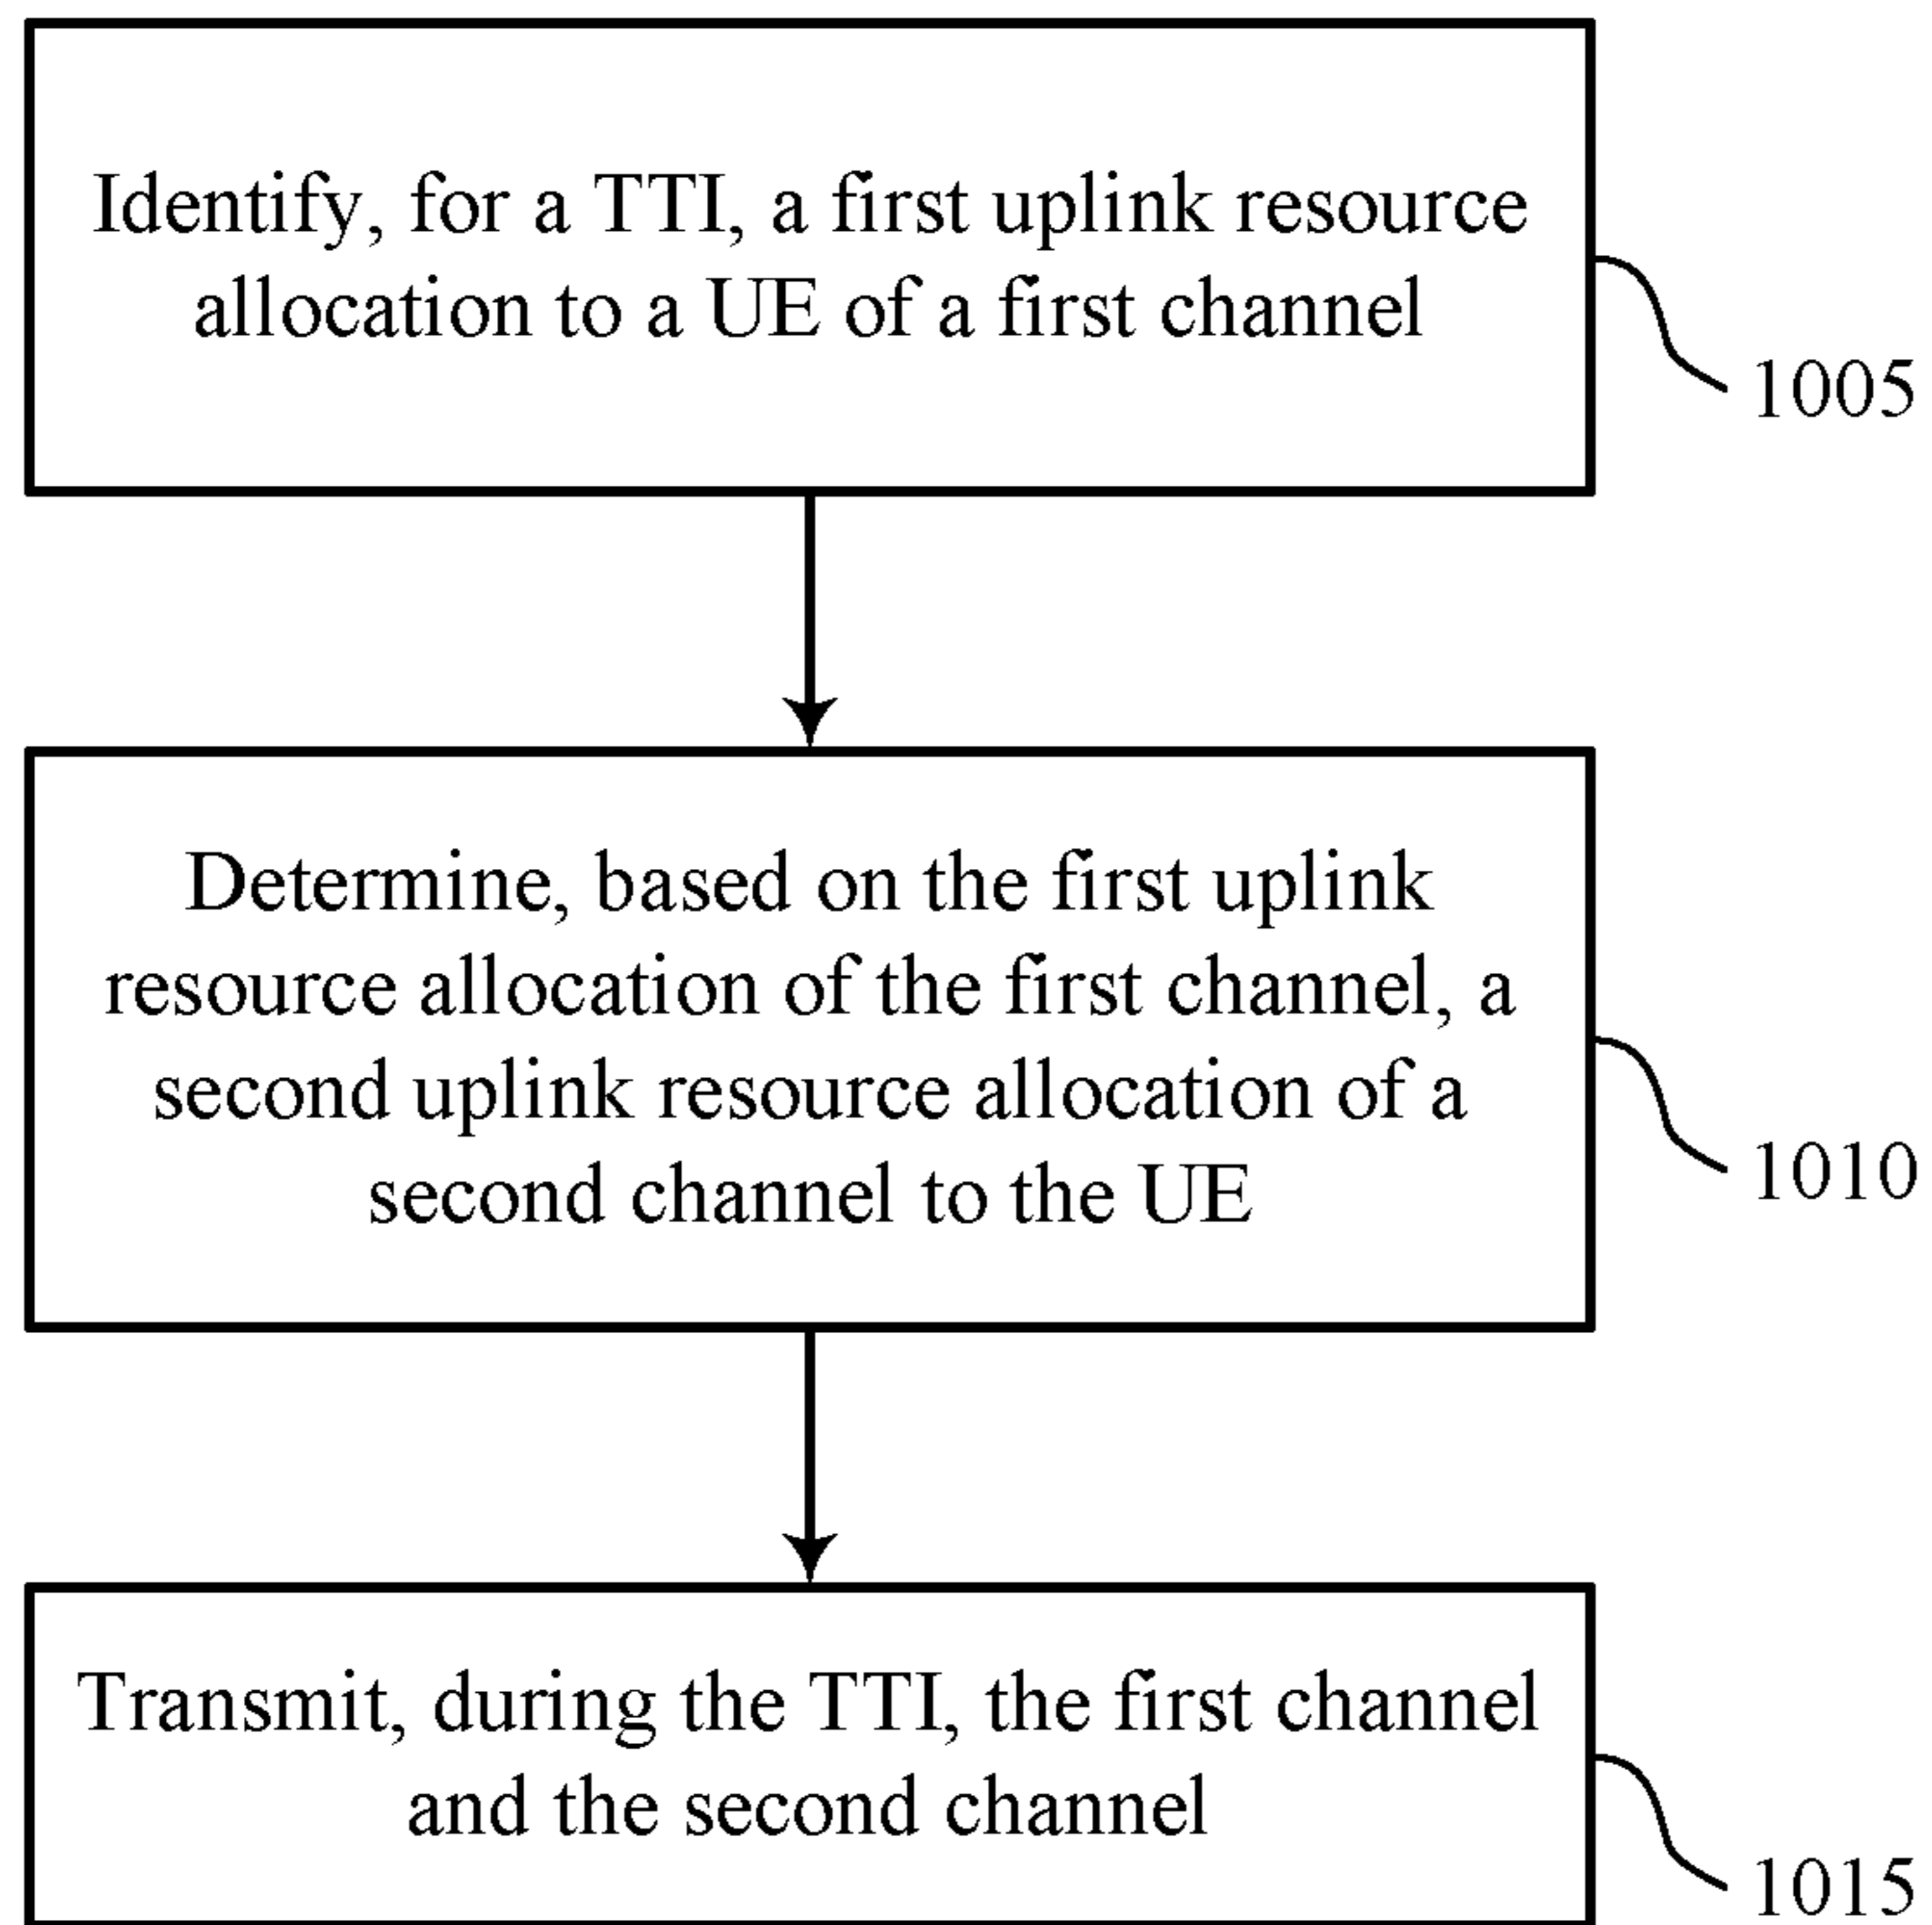 Identify, for a TTI, a first uplink resource
allocation to a UE of a first channel
1005
Determine, based on the first uplink
resource allocation of the first channel, a
second uplink resource allocation of a
second channel to the UE
1010
Transmit, during the TTI, the first channel
and the second channel
1015